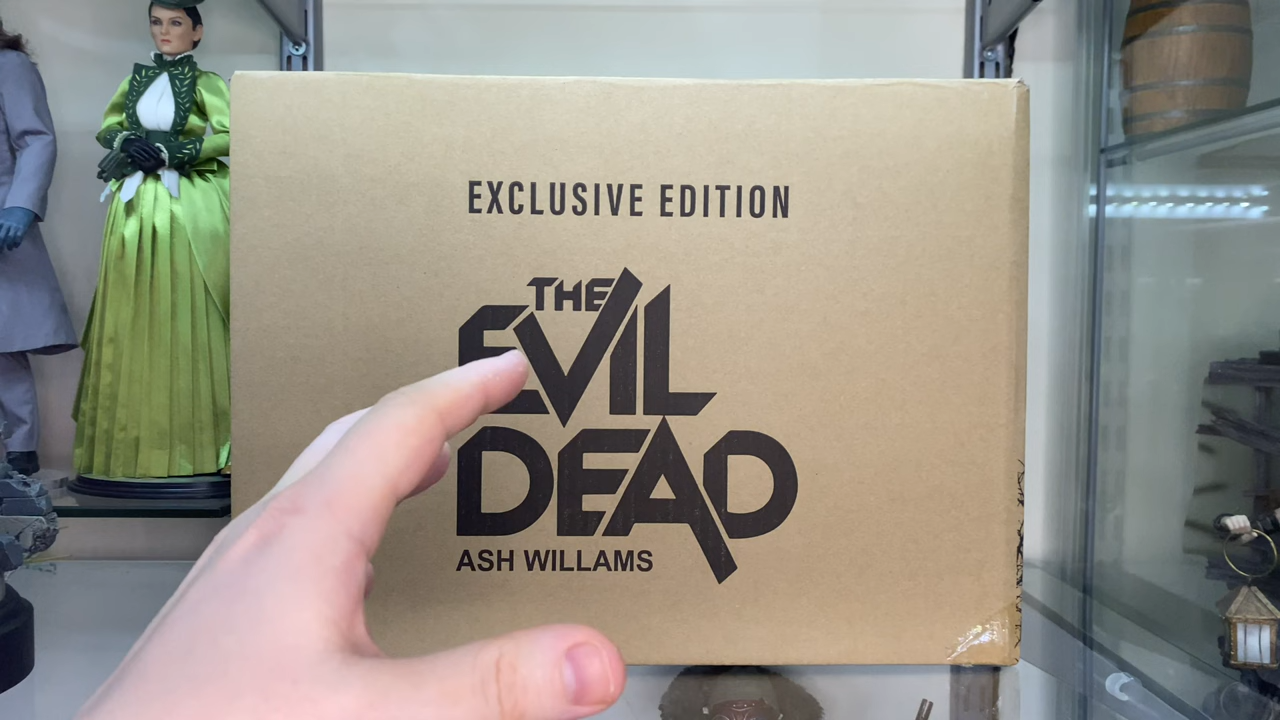 EXCLUSIVE EDITION
THE
EVIL
DEAD
ASH WILLAMS